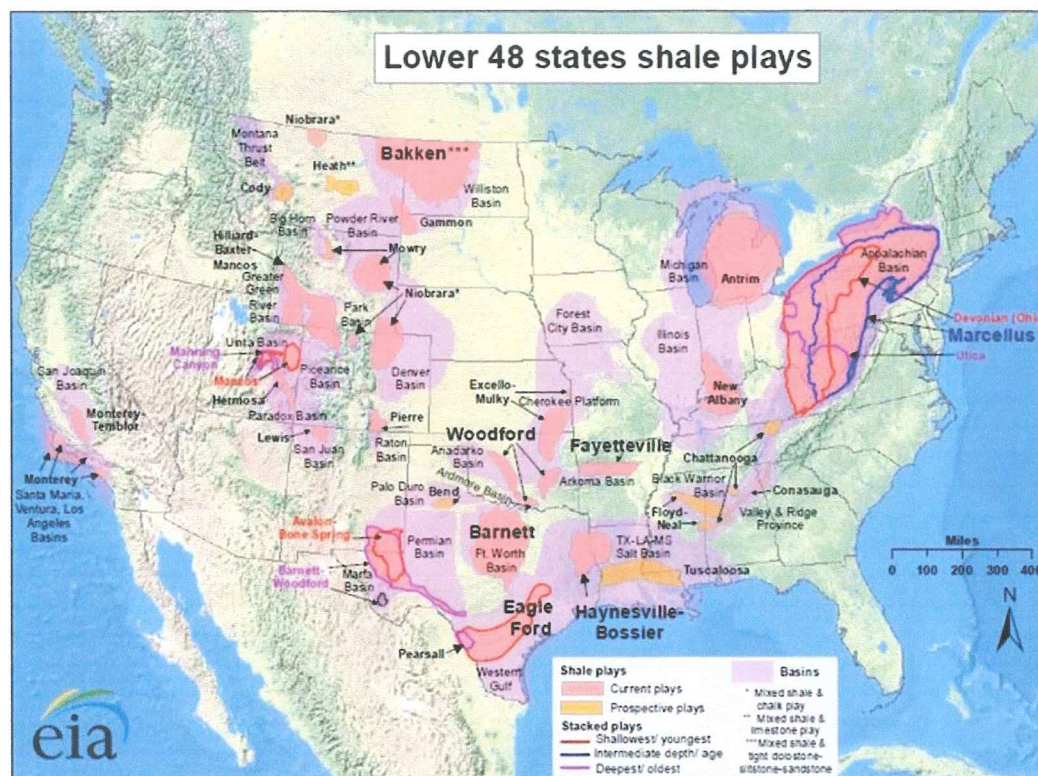 Lower 48 states shale plays
Niobrara*
Montana
Thrust
Belt
Bakken***
Heath**
Cody
Williston
Basin
Big Horn
Basin
Powder River
Basin
Gammon
Hilliard-
Baxter
Mancos
Mowry
Greater
Green
River
Basin
Niobrara*
Park
Basin
Michigan
Basin
Antrim
Appalachian
Basin
Devonian (Ohi
Marcellus
Utica
Forest
City Basin
Illinois
Basin
Uinta Basin
Manning
Canyon
Mancos
Piceance
Basin
Denver
Basin
San Joaquin
Basin
Hermosa
Excello-
Mulky
Cherokee Platform
New
Albany
Monterey-
Temblor
Paradox Basin
Pierre
Lewis
San Juan
Basin
Raton
Basin
Woodford
Anadarko
Basin
Fayetteville
Arkoma Basin
Chattanooga
Black Warrior
Basin
Conasauga
Monterey
Santa Maria,
Ventura, Los
Angeles
Basins
Palo Duro
Basin
Bend
Ardmore Basin
Floyd-
Neal
Valley & Ridge
Province
Avalon-
Bone Spring
Permian
Basin
Barnett
Ft. Worth
Basin
TX-LA-MS
Salt Basin
Tuscaloosa
Barnett-
Woodford
Marfa
Basin
Eagle
Ford
Haynesville-
Bossier
Pearsall
Western
Gulf
Miles
0 100 200 300 400
N
Shale plays
Current plays
Prospective plays
Stacked plays
Shallowest/ youngest
Intermediate depth/ age
Deepest/ oldest
Basins
* Mixed shale &
chalk play
** Mixed shale &
limestone play
***Mixed shale &
tight dolostone-
siltstone-sandstone
eia